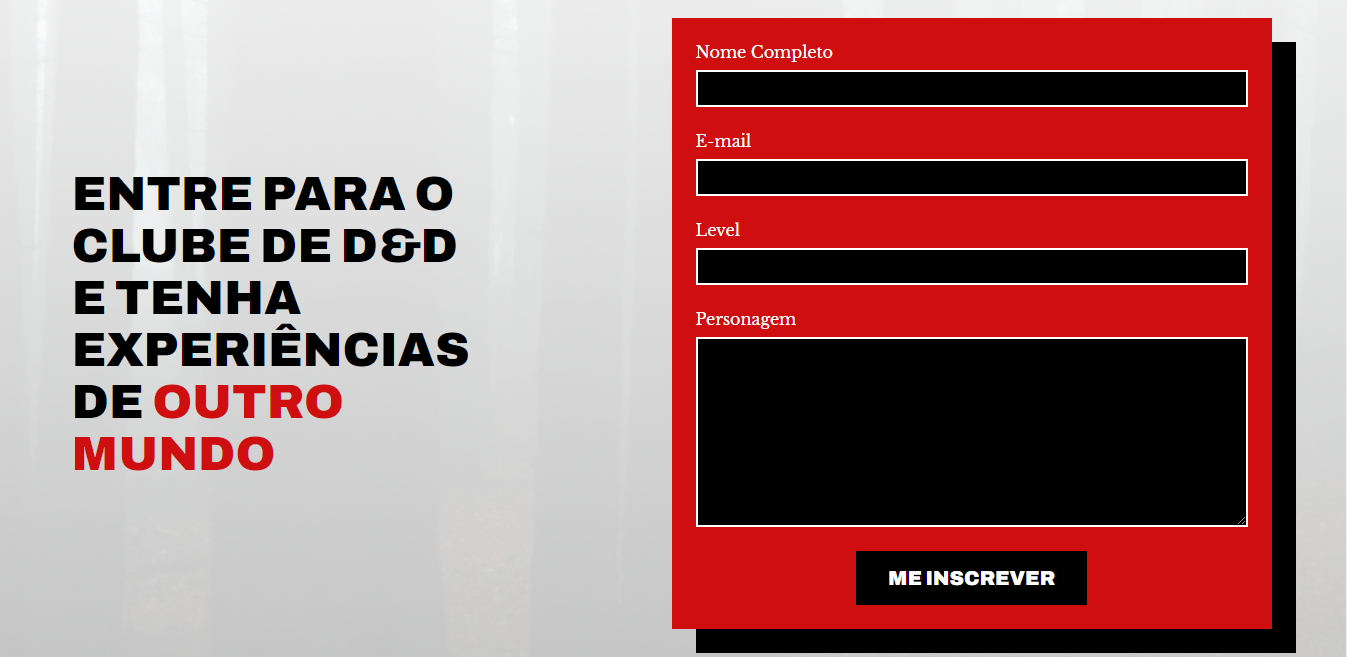 ENTRE PARA O
CLUBE DE D&D
E TENHA
EXPERIÊNCIAS
DE OUTRO
MUNDO
Nome Completo
E-mail
Level
Personagem
ME INSCREVER